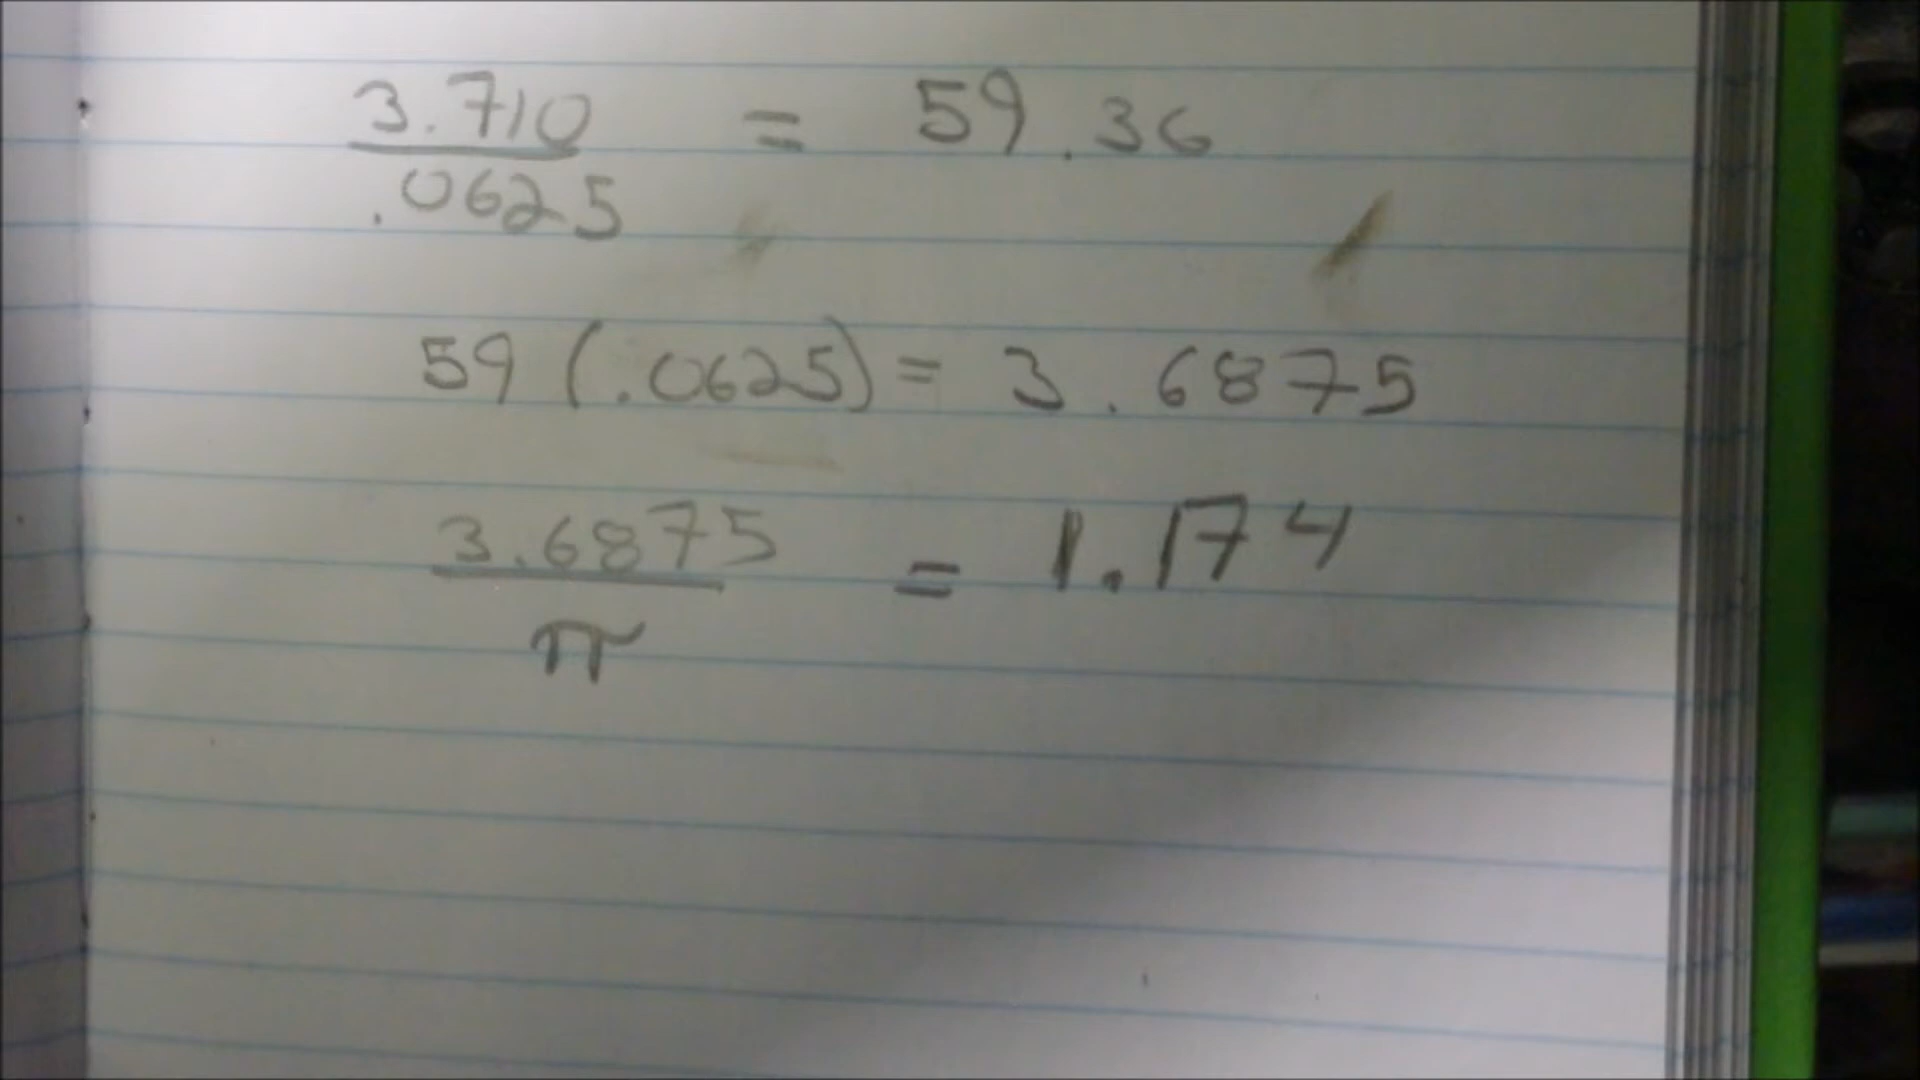 3.710 / .0625 = 59.36
59 (.0625) = 3.6875
3.6875 / π = 1.174